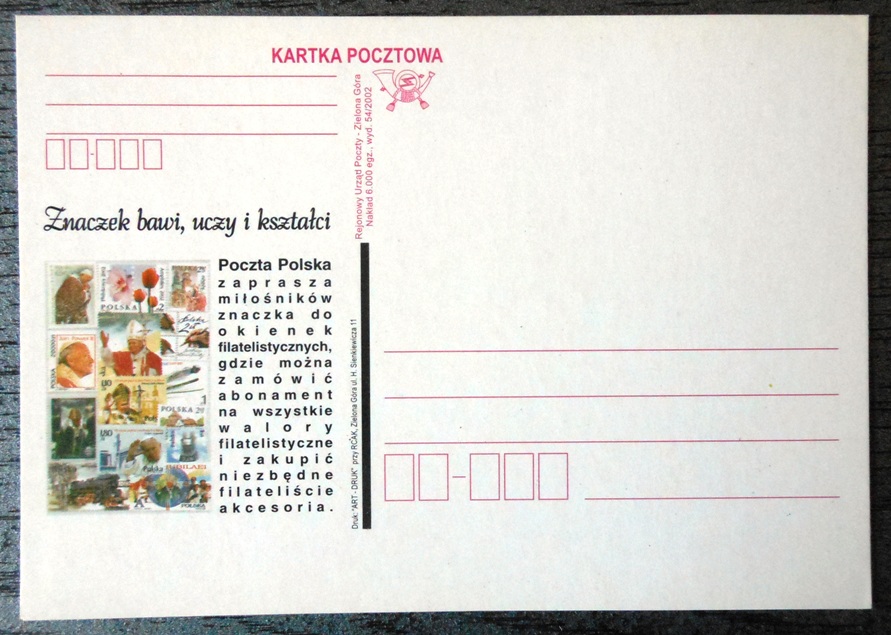 KARTKA POCZTOWA
Rejonowy Urząd Poczty - Zielona Góra
Nakład 6.000 egz., wyd. 54/2002
Znaczek bawi, uczy i kształci
Poczta Polska
zaprasza
miłośników
znaczka do
okienek
filatelistycznych,
gdzie można
zamówić
abonament
na wszystkie
walory
filatelistyczne
i zakupić
niezbędne
filateliście
akcesoria.
Druk: "ART - DRUK" przy RCAK, Zielona Góra ul. H. Sienkiewicza 11
POLSKA
POLSKA
Polska